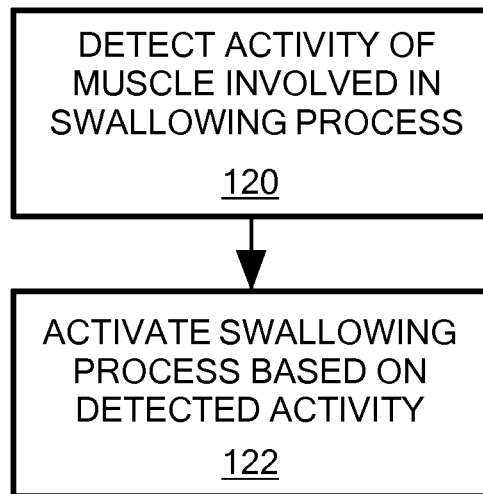 DETECT ACTIVITY OF
MUSCLE INVOLVED IN
SWALLOWING PROCESS
120
ACTIVATE SWALLOWING
PROCESS BASED ON
DETECTED ACTIVITY
122